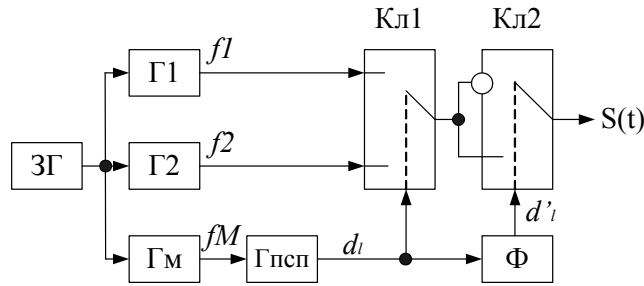 Кл1 Кл2
Г1 f1
ЗГ Г2 f2 S(t)
Гм fM Гпсп dl Ф d’l